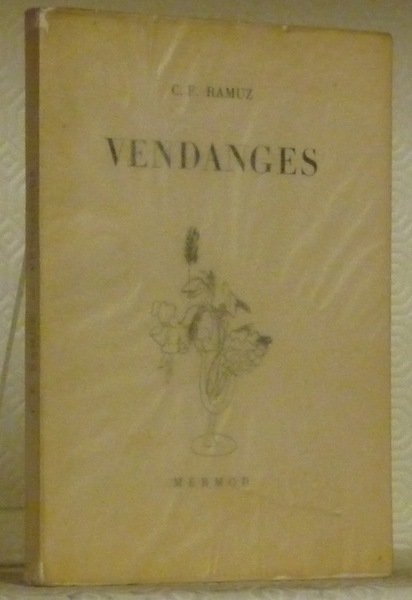 C. F. RAMUZ
VENDANGES
MERMOD